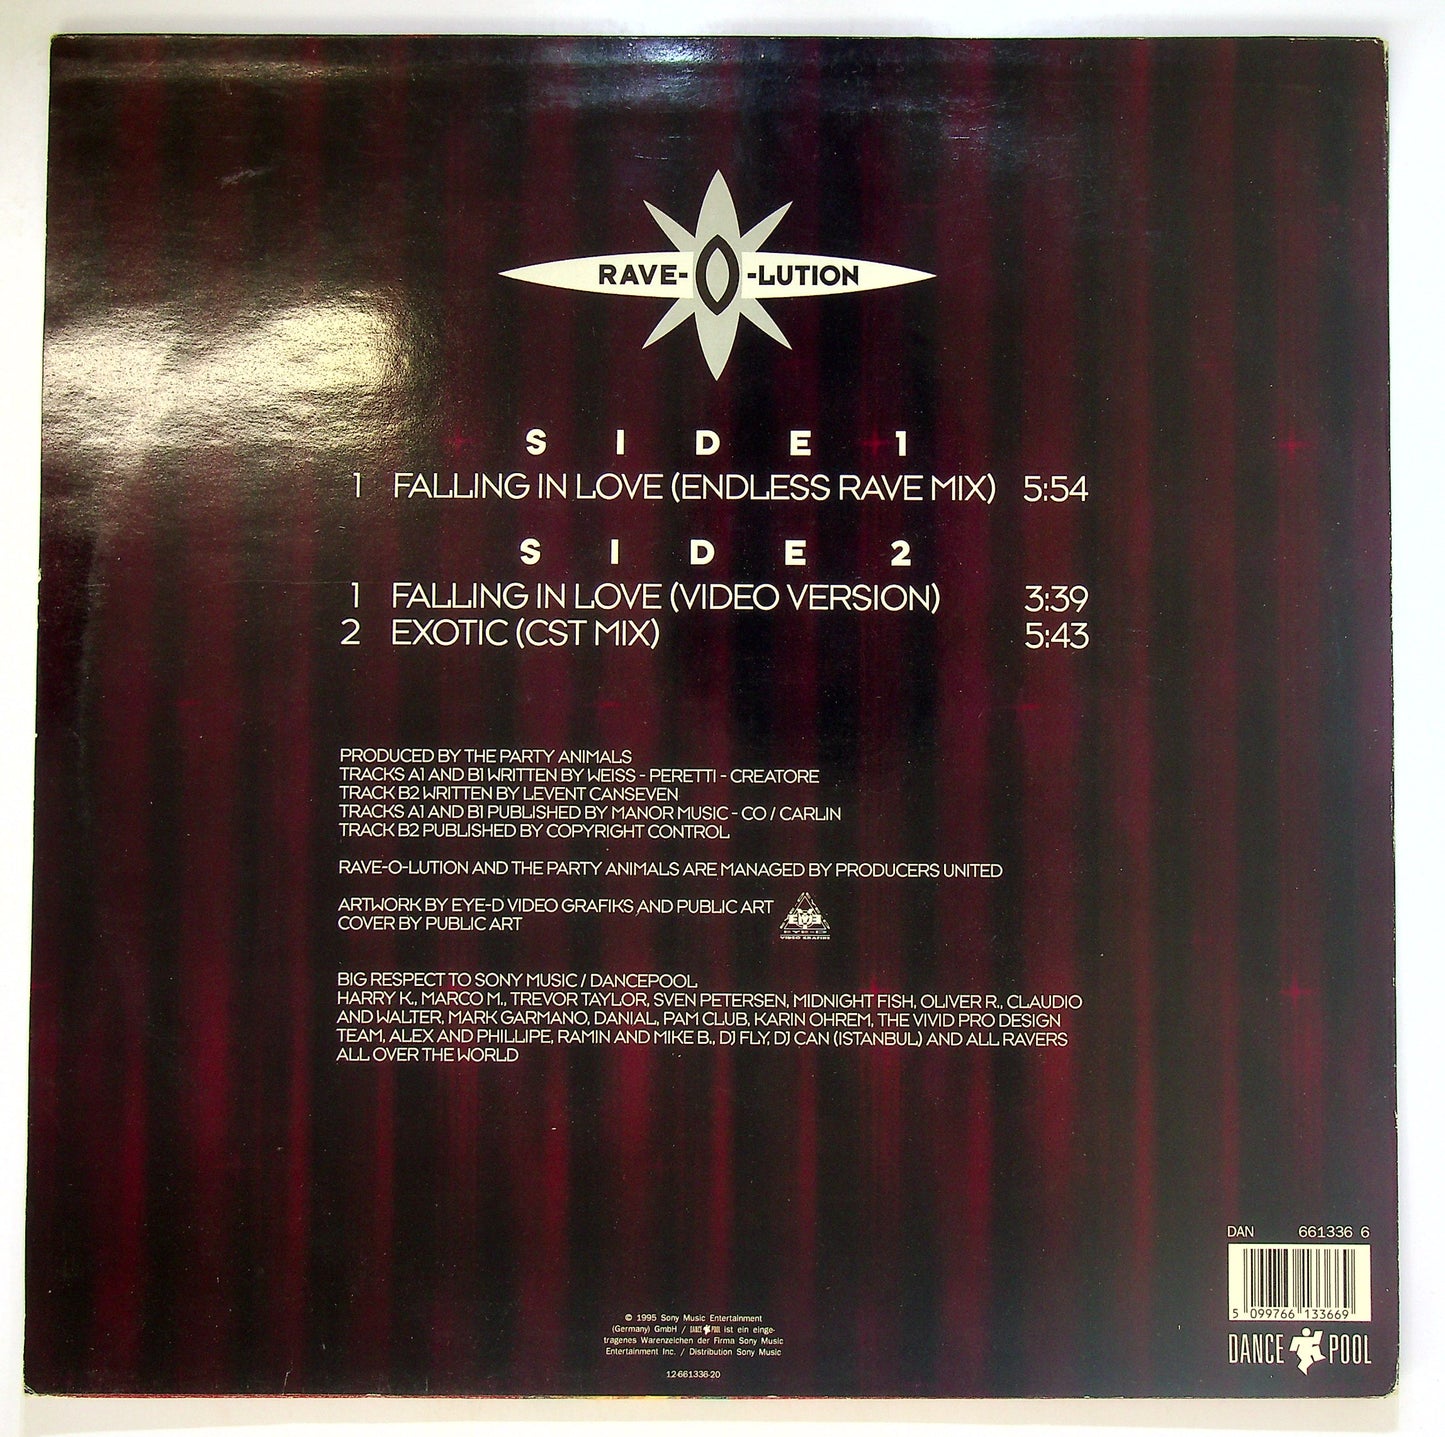 RAVE-O-LUTION
SIDE 1
1 FALLING IN LOVE (ENDLESS RAVE MIX) 5:54
SIDE 2
1 FALLING IN LOVE (VIDEO VERSION) 3:39
2 EXOTIC (CST MIX) 5:43
PRODUCED BY THE PARTY ANIMALS
TRACKS A1 AND B1 WRITTEN BY WEISS - PERETTI - CREATORE
TRACK B2 WRITTEN BY LEVENT CANSEVEN
TRACKS A1 AND B1 PUBLISHED BY MANOR MUSIC - CO / CARLIN
TRACK B2 PUBLISHED BY COPYRIGHT CONTROL
RAVE-O-LUTION AND THE PARTY ANIMALS ARE MANAGED BY PRODUCERS UNITED
ARTWORK BY EYE-D VIDEO GRAFIKS AND PUBLIC ART
COVER BY PUBLIC ART
EYE
EYE-D
VIDEO GRAFIKS
BIG RESPECT TO SONY MUSIC / DANCEPOOL
HARRY K., MARCO M., TREVOR TAYLOR, SVEN PETERSEN, MIDNIGHT FISH, OLIVER R., CLAUDIO
AND WALTER, MARK GARMANO, DANIAL, PAM CLUB, KARIN OHREM, THE VIVID PRO DESIGN
TEAM, ALEX AND PHILLIPE, RAMIN AND MIKE B., DJ FLY, DJ CAN (ISTANBUL) AND ALL RAVERS
ALL OVER THE WORLD
DAN 661336 6
5 099766 133669
DANCE POOL
© 1995 Sony Music Entertainment
(Germany) GmbH / DANCE POOL ist ein einge-
tragenes Warenzeichen der Firma Sony Music
Entertainment Inc. / Distribution Sony Music
12-661336-20